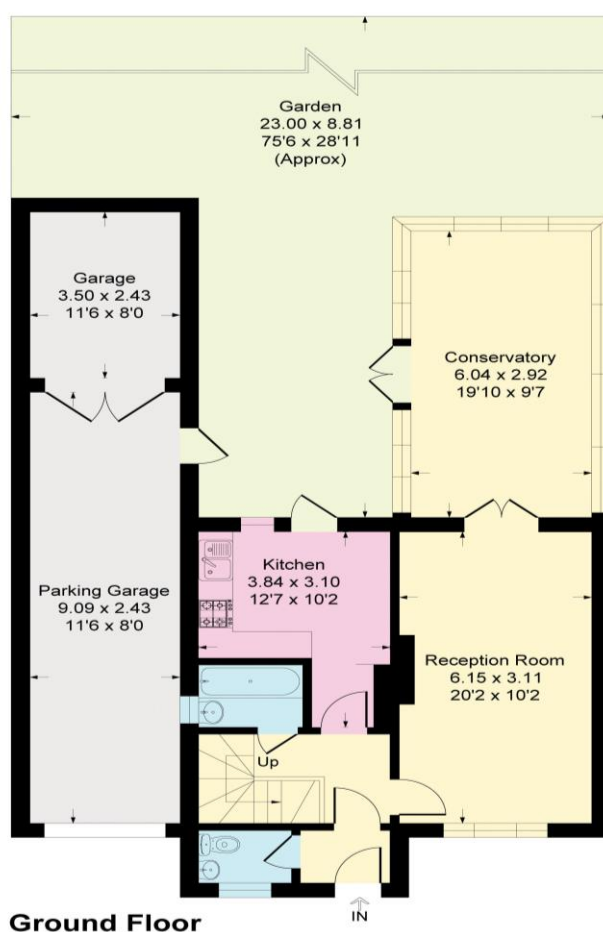 Garden
23.00 x 8.81
75'6 x 28'11
(Approx)
Garage
3.50 x 2.43
11'6 x 8'0
Conservatory
6.04 x 2.92
19'10 x 9'7
Kitchen
3.84 x 3.10
12'7 x 10'2
Parking Garage
9.09 x 2.43
11'6 x 8'0
Reception Room
6.15 x 3.11
20'2 x 10'2
Up
IN
Ground Floor